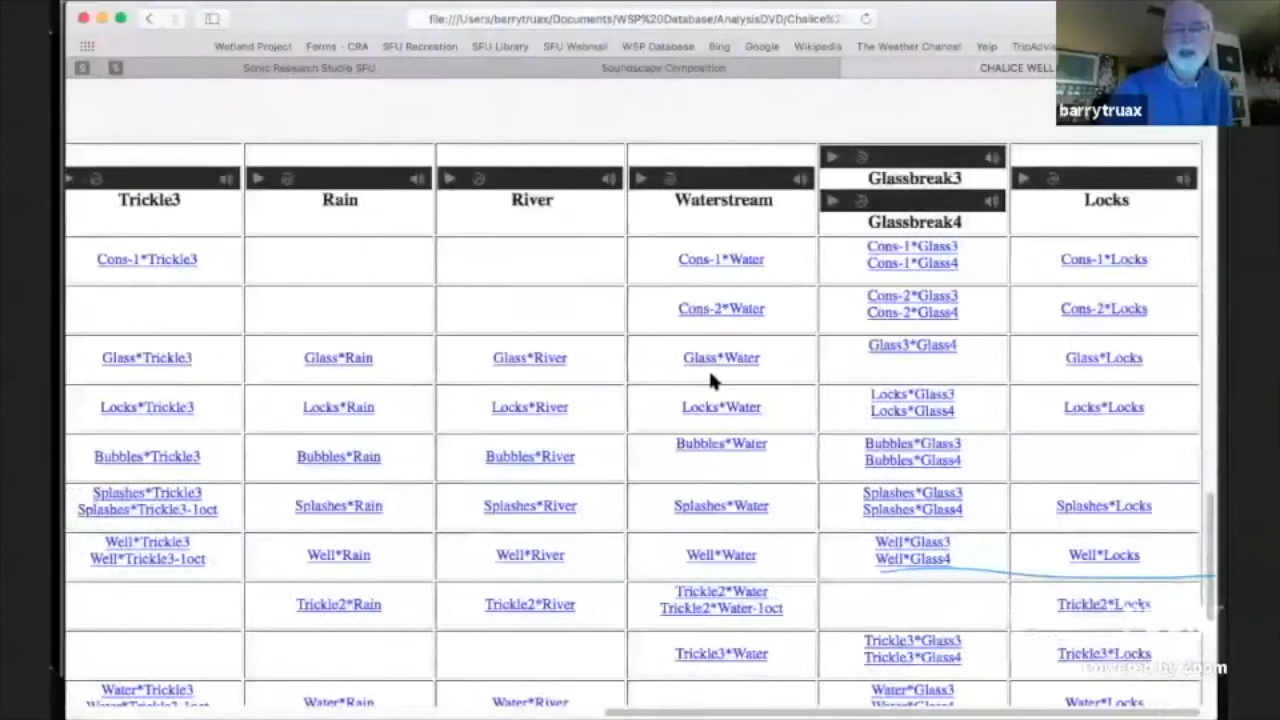 file:///Users/barrytruax/Documents/WSP%20Database/AnalysisDVD/Chalice%2
Wetland Project Forms - CRA SFU Recreation SFU Library SFU Webmail WSP Database Bing Google Wikipedia The Weather Channel Yelp TripAdvis
S S Sonic Research Studio SFU Soundscape Composition CHALICE WELL
barrytruax
Glassbreak3
Trickle3 Rain River Waterstream Locks
Glassbreak4
Cons-1*Trickle3 Cons-1*Water Cons-1*Glass3 Cons-1*Locks
Cons-1*Glass4
Cons-2*Water Cons-2*Glass3 Cons-2*Locks
Cons-2*Glass4
Glass*Trickle3 Glass*Rain Glass*River Glass*Water Glass3*Glass4 Glass*Locks
Locks*Trickle3 Locks*Rain Locks*River Locks*Water Locks*Glass3 Locks*Locks
Locks*Glass4
Bubbles*Trickle3 Bubbles*Rain Bubbles*River Bubbles*Water Bubbles*Glass3
Bubbles*Glass4
Splashes*Trickle3 Splashes*Rain Splashes*River Splashes*Water Splashes*Glass3 Splashes*Locks
Splashes*Trickle3-1oct Splashes*Glass4
Well*Trickle3 Well*Rain Well*River Well*Water Well*Glass3 Well*Locks
Well*Trickle3-1oct Well*Glass4
Trickle2*Rain Trickle2*River Trickle2*Water Trickle2*Locks
Trickle2*Water-1oct
Trickle3*Water Trickle3*Glass3 Trickle3*Locks
Trickle3*Glass4
Powered by Zoom
Water*Trickle3 Water*Rain Water*River Water*Glass3 Water*Locks